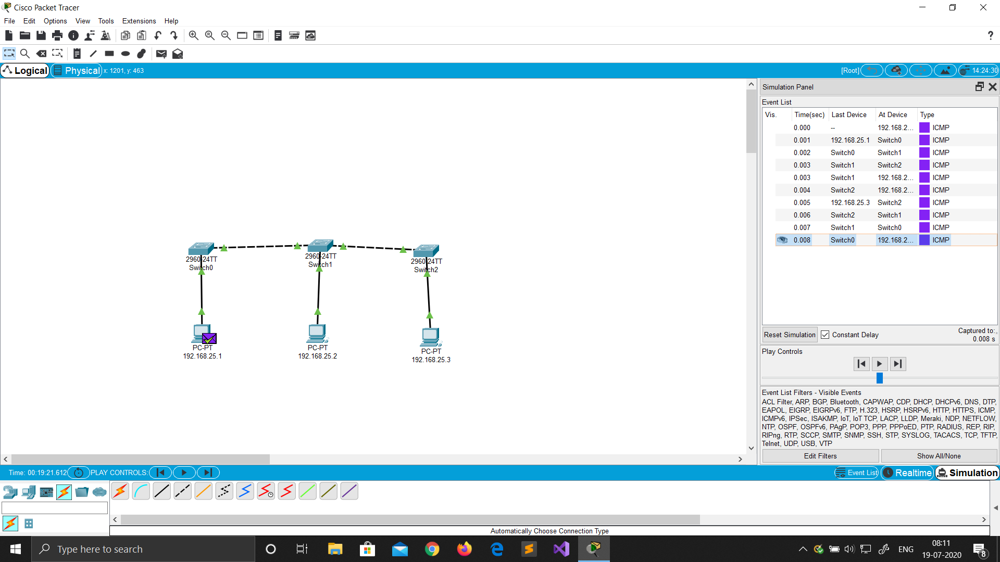 Cisco Packet Tracer
File Edit Options View Tools Extensions Help
Logical Physical x: 1201, y: 463 [Root] 14:24:30
Simulation Panel
Event List
Vis. Time(sec) Last Device At Device Type
0.000 -- 192.168.2... ICMP
0.001 192.168.25.1 Switch0 ICMP
0.002 Switch0 Switch1 ICMP
0.003 Switch1 Switch2 ICMP
0.003 Switch1 192.168.2... ICMP
0.004 Switch2 192.168.2... ICMP
0.005 192.168.25.3 Switch2 ICMP
0.006 Switch2 Switch1 ICMP
0.007 Switch1 Switch0 ICMP
0.008 Switch0 192.168.2... ICMP
2960-24TT
Switch0
2960-24TT
Switch1
2960-24TT
Switch2
PC-PT
192.168.25.1
PC-PT
192.168.25.2
PC-PT
192.168.25.3
Reset Simulation Constant Delay Captured to:
0.008 s
Play Controls
Event List Filters - Visible Events
ACL Filter, ARP, BGP, Bluetooth, CAPWAP, CDP, DHCP, DHCPv6, DNS, DTP,
EAPOL, EIGRP, EIGRPv6, FTP, H.323, HSRP, HSRPv6, HTTP, HTTPS, ICMP,
ICMPv6, IPSec, ISAKMP, IoT, IoT TCP, LACP, LLDP, Meraki, NDP, NETFLOW,
NTP, OSPF, OSPFv6, PAgP, POP3, PPP, PPPoED, PTP, RADIUS, REP, RIP,
RIPng, RTP, SCCP, SMTP, SNMP, SSH, STP, SYSLOG, TACACS, TCP, TFTP,
Telnet, UDP, USB, VTP
Edit Filters Show All/None
Time: 00:19:21.612 PLAY CONTROLS: Event List Realtime Simulation
Automatically Choose Connection Type
Type here to search
ENG
08:11
19-07-2020
8